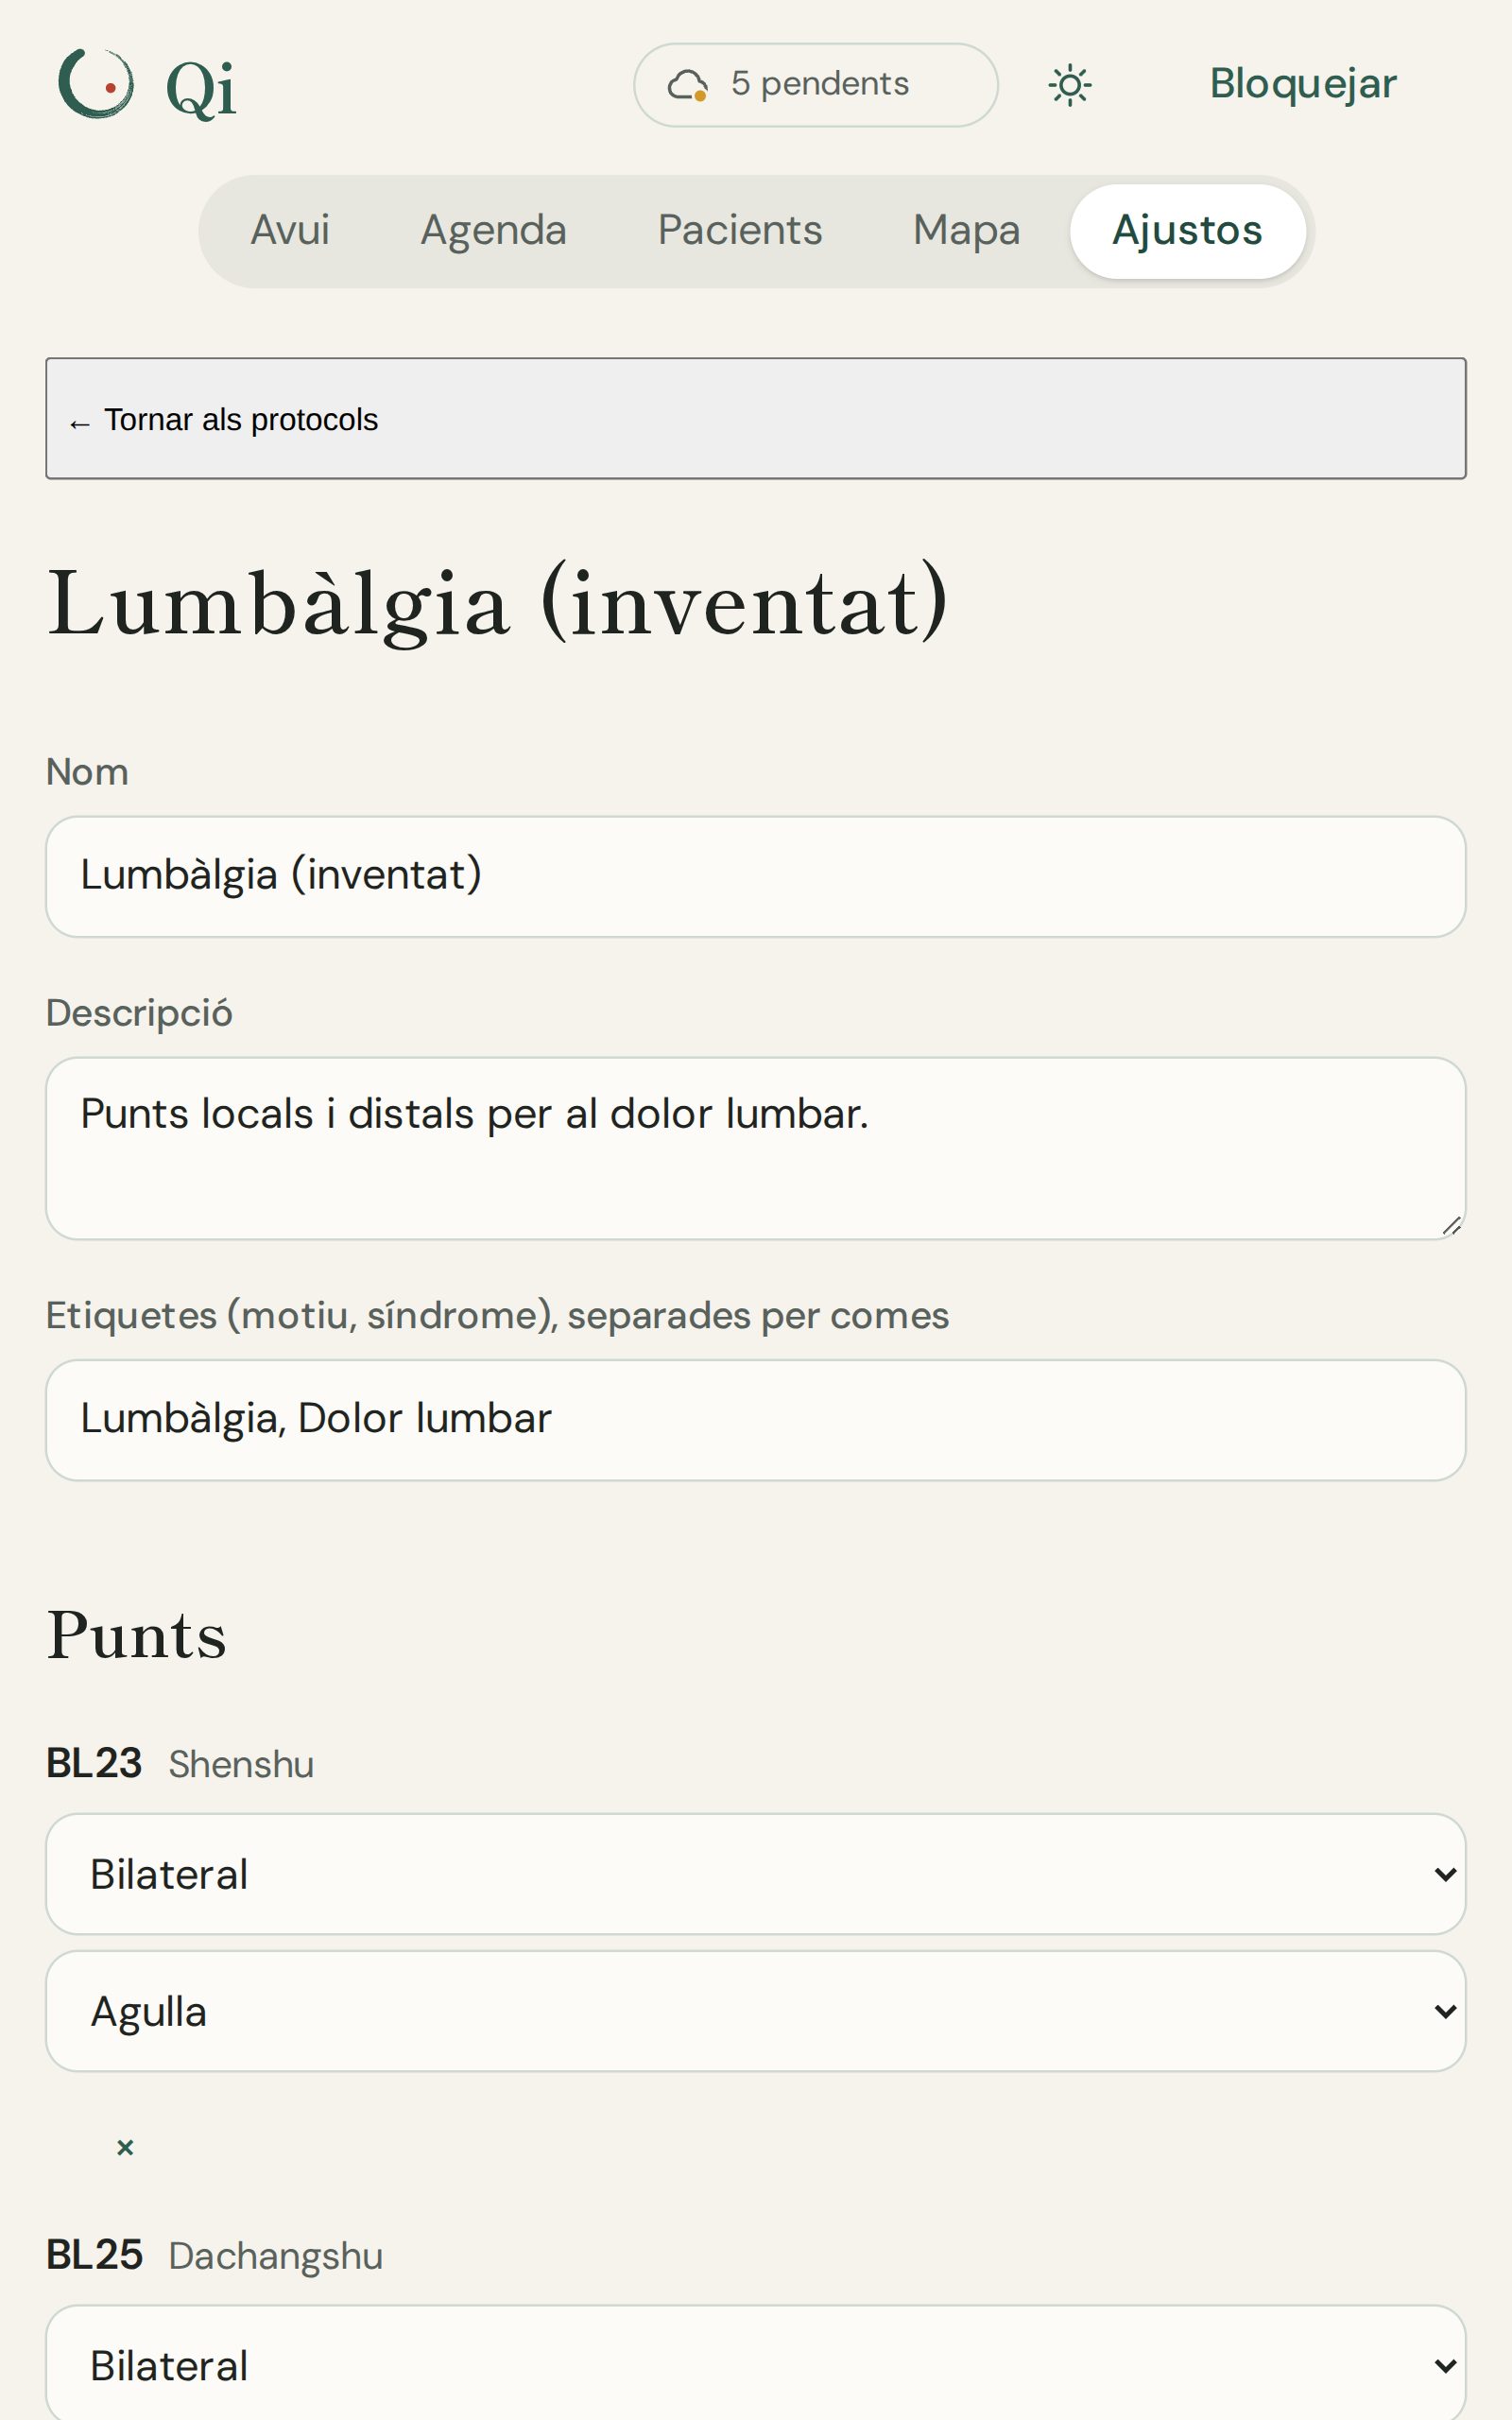 Qi
5 pendents
Bloquejar
Avui
Agenda
Pacients
Mapa
Ajustos
← Tornar als protocols
Lumbàlgia (inventat)
Nom
Lumbàlgia (inventat)
Descripció
Punts locals i distals per al dolor lumbar.
Etiquetes (motiu, síndrome), separades per comes
Lumbàlgia, Dolor lumbar
Punts
BL23 Shenshu
Bilateral
Agulla
×
BL25 Dachangshu
Bilateral